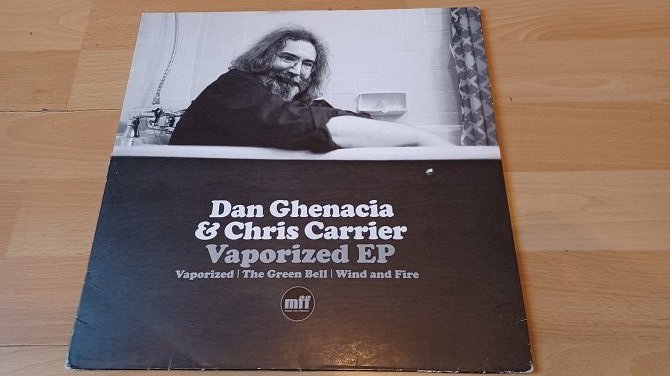 Dan Ghenacia
& Chris Carrier
Vaporized EP
Vaporized | The Green Bell | Wind and Fire
mff